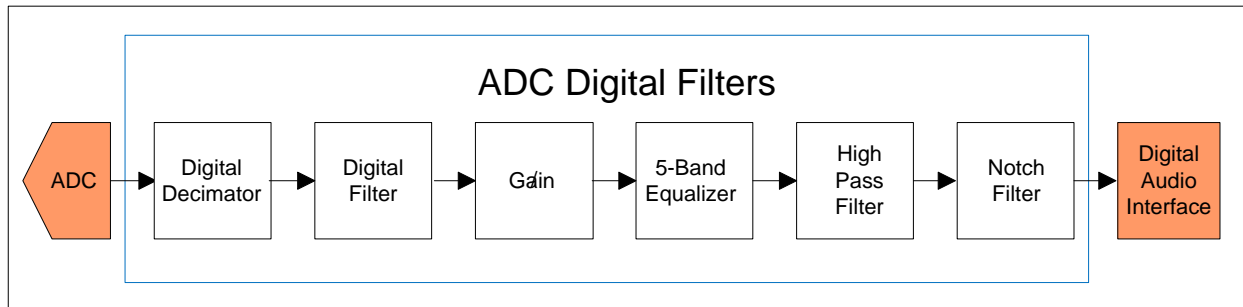 ADC Digital Filters
ADC
Digital
Decimator
Digital
Filter
Gain
5-Band
Equalizer
High
Pass
Filter
Notch
Filter
Digital
Audio
Interface